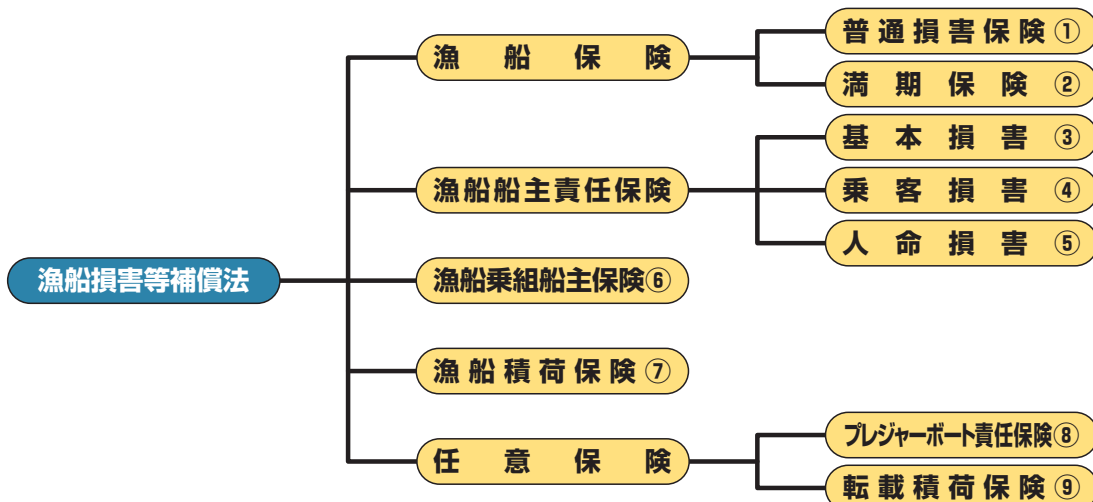 漁船損害等補償法
漁船保険
普通損害保険①
満期保険②
漁船船主責任保険
基本損害③
乗客損害④
人命損害⑤
漁船乗組船主保険⑥
漁船積荷保険⑦
任意保険
プレジャーボート責任保険⑧
転載積荷保険⑨